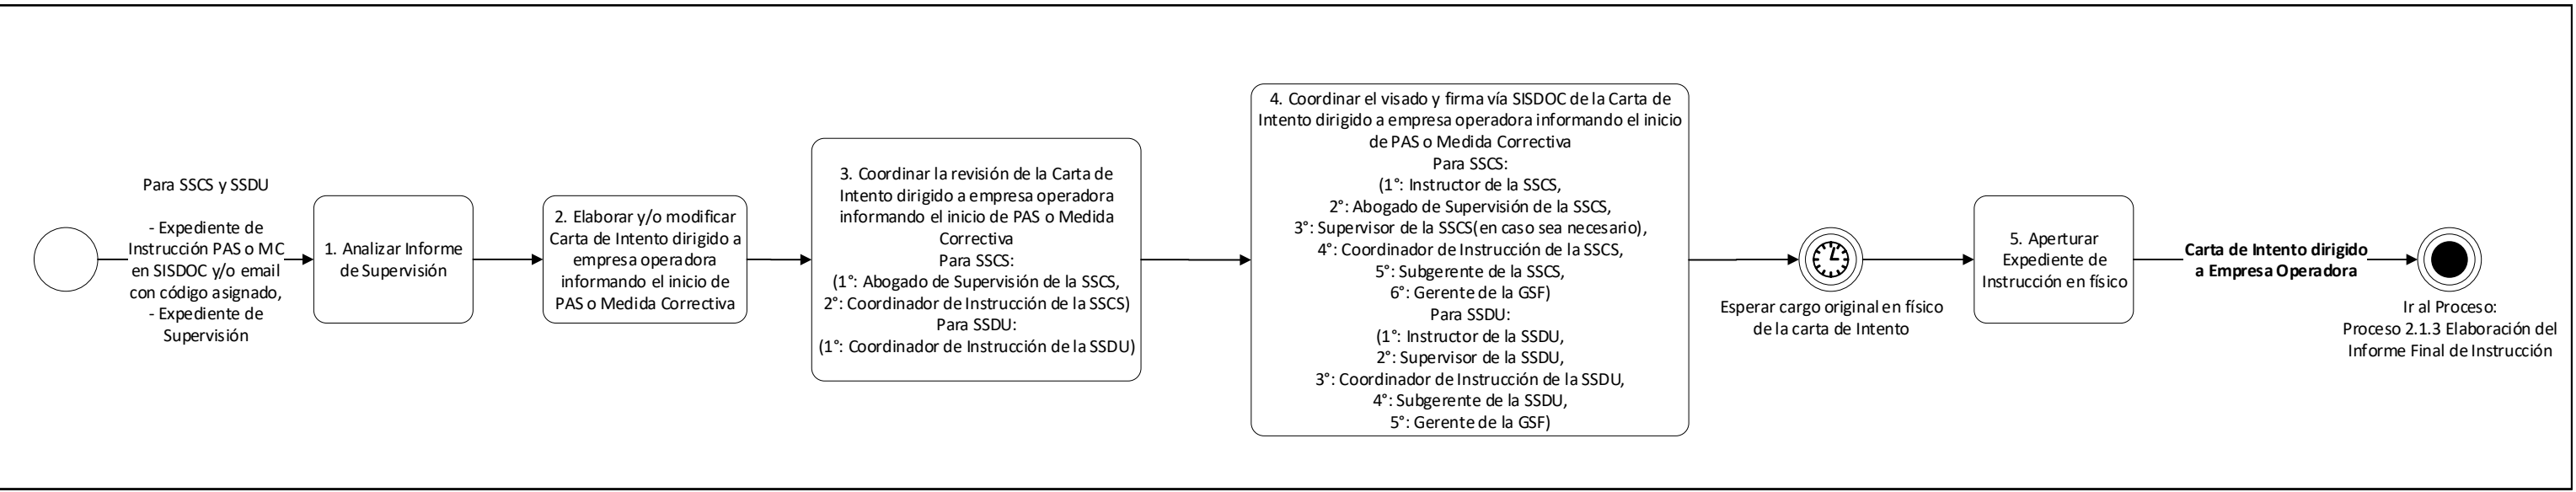 Para SSCS y SSDU
- Expediente de
Instrucción PAS o MC
en SISDOC y/o email
con código asignado,
- Expediente de
Supervisión
1. Analizar Informe
de Supervisión
2. Elaborar y/o modificar
Carta de Intento dirigido a
empresa operadora
informando el inicio de
PAS o Medida Correctiva
3. Coordinar la revisión de la Carta de
Intento dirigido a empresa operadora
informando el inicio de PAS o Medida
Correctiva
Para SSCS:
(1°: Abogado de Supervisión de la SSCS,
2°: Coordinador de Instrucción de la SSCS)
Para SSDU:
(1°: Coordinador de Instrucción de la SSDU)
4. Coordinar el visado y firma vía SISDOC de la Carta de
Intento dirigido a empresa operadora informando el inicio
de PAS o Medida Correctiva
Para SSCS:
(1°: Instructor de la SSCS,
2°: Abogado de Supervisión de la SSCS,
3°: Supervisor de la SSCS(en caso sea necesario),
4°: Coordinador de Instrucción de la SSCS,
5°: Subgerente de la SSCS,
6°: Gerente de la GSF)
Para SSDU:
(1°: Instructor de la SSDU,
2°: Supervisor de la SSDU,
3°: Coordinador de Instrucción de la SSDU,
4°: Subgerente de la SSDU,
5°: Gerente de la GSF)
Esperar cargo original en físico
de la carta de Intento
5. Aperturar
Expediente de
Instrucción en físico
Carta de Intento dirigido
a Empresa Operadora
Ir al Proceso:
Proceso 2.1.3 Elaboración del
Informe Final de Instrucción